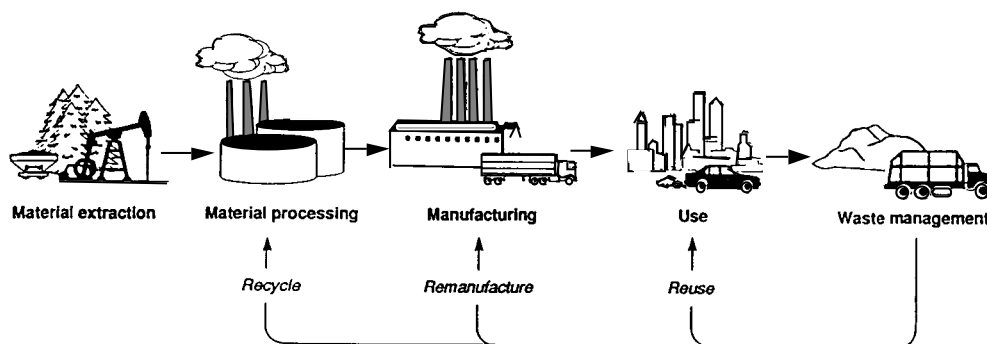 Material extraction Material processing Manufacturing Use Waste management
Recycle Remanufacture Reuse